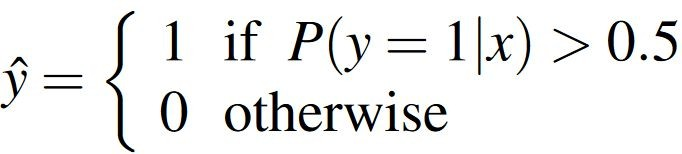 ŷ = { 1 if P(y = 1|x) > 0.5
0 otherwise